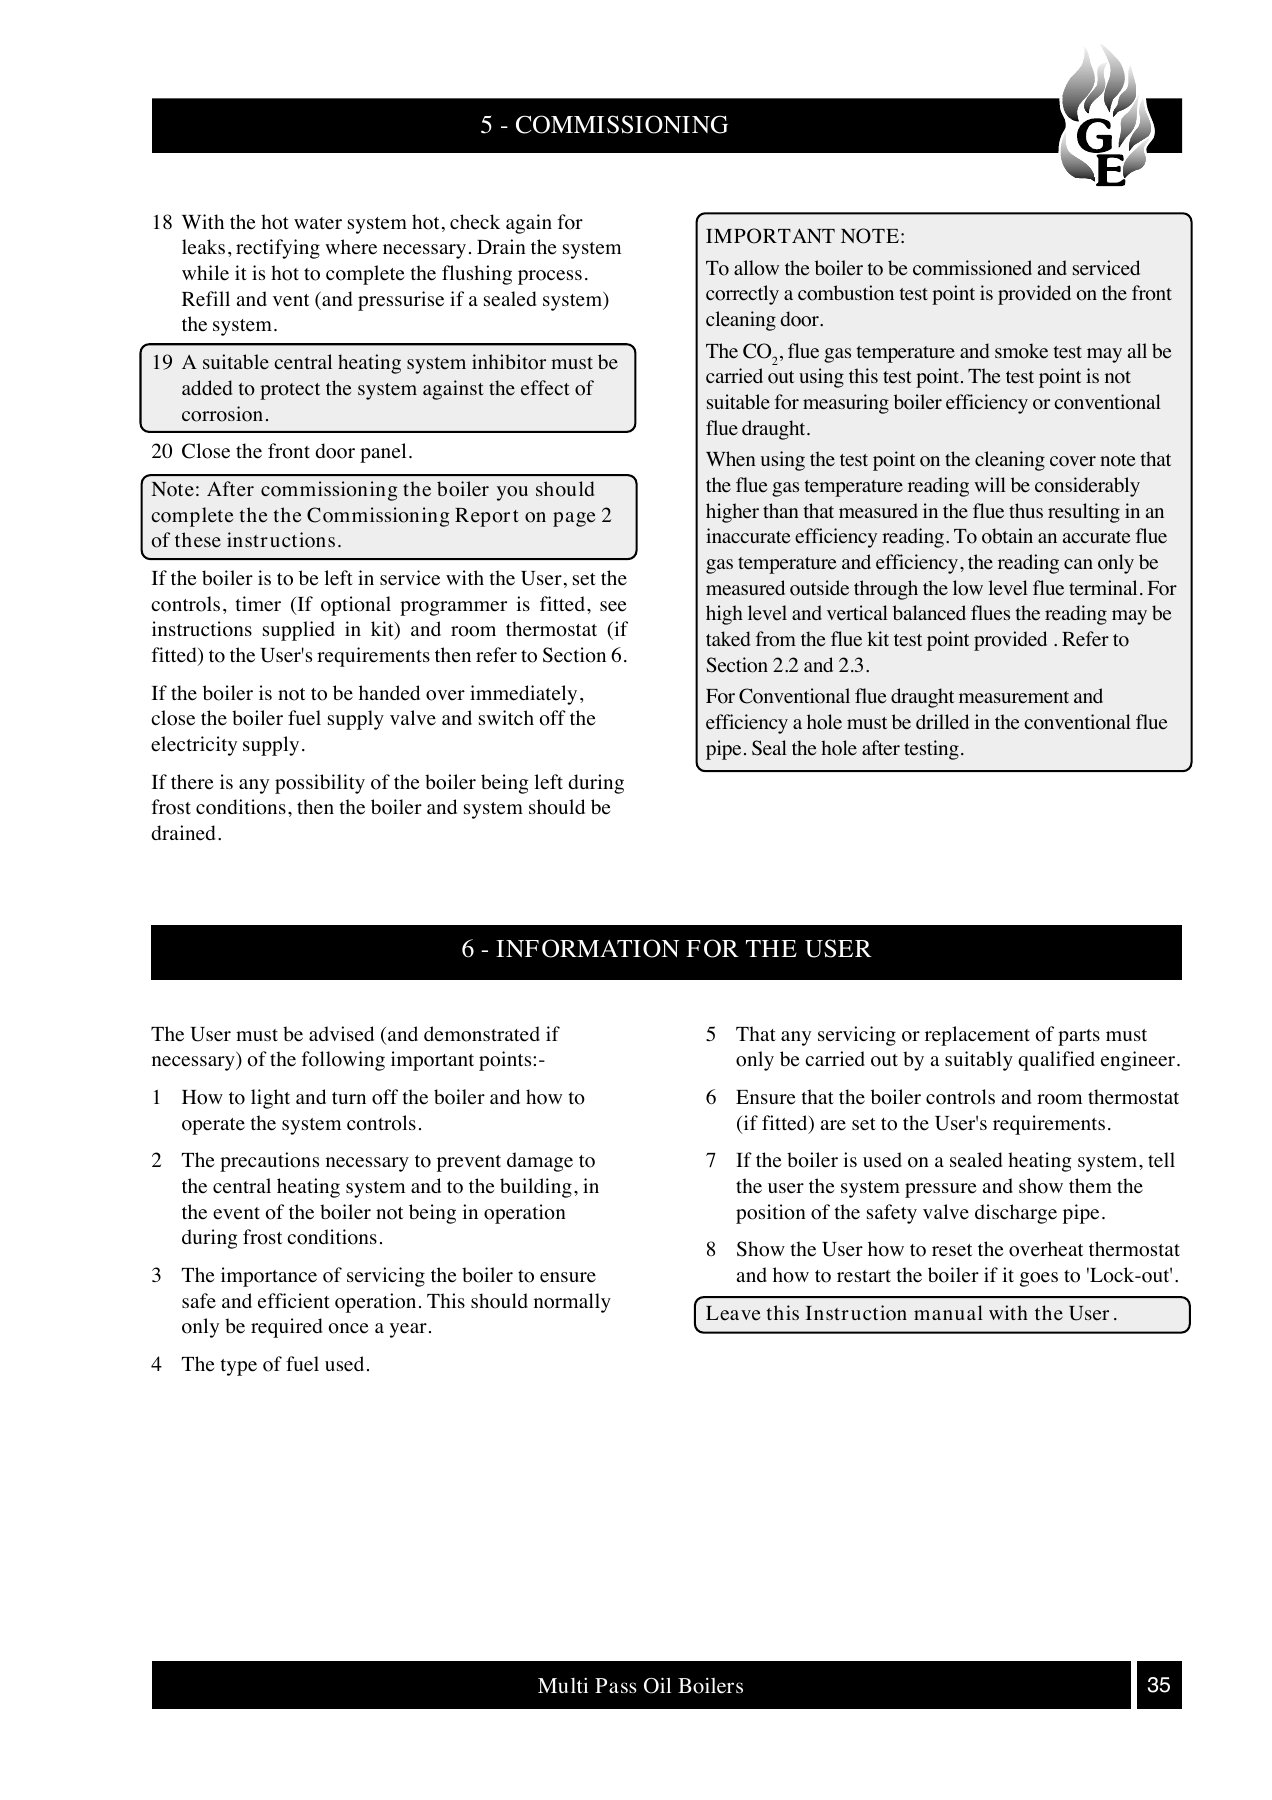 5 - COMMISSIONING
G
E
18 With the hot water system hot, check again for
leaks, rectifying where necessary. Drain the system
while it is hot to complete the flushing process.
Refill and vent (and pressurise if a sealed system)
the system.
19 A suitable central heating system inhibitor must be
added to protect the system against the effect of
corrosion.
20 Close the front door panel.
Note: After commissioning the boiler you should
complete the the Commissioning Report on page 2
of these instructions.
If the boiler is to be left in service with the User, set the
controls, timer (If optional programmer is fitted, see
instructions supplied in kit) and room thermostat (if
fitted) to the User's requirements then refer to Section 6.
If the boiler is not to be handed over immediately,
close the boiler fuel supply valve and switch off the
electricity supply.
If there is any possibility of the boiler being left during
frost conditions, then the boiler and system should be
drained.
IMPORTANT NOTE:
To allow the boiler to be commissioned and serviced
correctly a combustion test point is provided on the front
cleaning door.
The CO2, flue gas temperature and smoke test may all be
carried out using this test point. The test point is not
suitable for measuring boiler efficiency or conventional
flue draught.
When using the test point on the cleaning cover note that
the flue gas temperature reading will be considerably
higher than that measured in the flue thus resulting in an
inaccurate efficiency reading. To obtain an accurate flue
gas temperature and efficiency, the reading can only be
measured outside through the low level flue terminal. For
high level and vertical balanced flues the reading may be
taked from the flue kit test point provided . Refer to
Section 2.2 and 2.3.
For Conventional flue draught measurement and
efficiency a hole must be drilled in the conventional flue
pipe. Seal the hole after testing.
6 - INFORMATION FOR THE USER
The User must be advised (and demonstrated if
necessary) of the following important points:-
1 How to light and turn off the boiler and how to
operate the system controls.
2 The precautions necessary to prevent damage to
the central heating system and to the building, in
the event of the boiler not being in operation
during frost conditions.
3 The importance of servicing the boiler to ensure
safe and efficient operation. This should normally
only be required once a year.
4 The type of fuel used.
5 That any servicing or replacement of parts must
only be carried out by a suitably qualified engineer.
6 Ensure that the boiler controls and room thermostat
(if fitted) are set to the User's requirements.
7 If the boiler is used on a sealed heating system, tell
the user the system pressure and show them the
position of the safety valve discharge pipe.
8 Show the User how to reset the overheat thermostat
and how to restart the boiler if it goes to 'Lock-out'.
Leave this Instruction manual with the User.
Multi Pass Oil Boilers
35